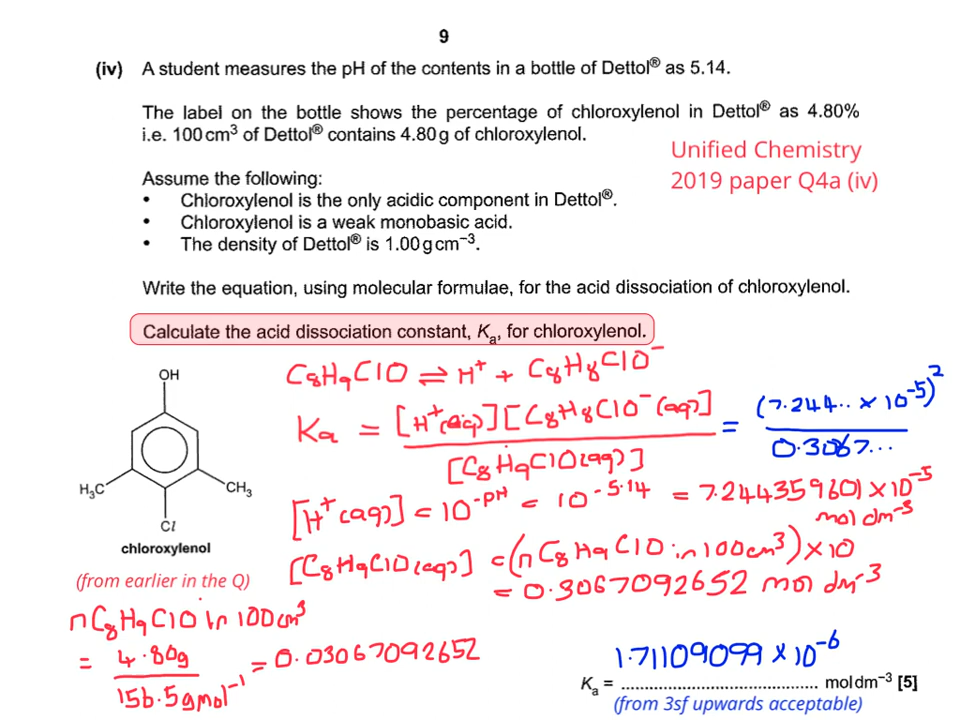 9
(iv) A student measures the pH of the contents in a bottle of Dettol® as 5.14.
The label on the bottle shows the percentage of chloroxylenol in Dettol® as 4.80%
i.e. 100 cm³ of Dettol® contains 4.80 g of chloroxylenol.
Unified Chemistry
2019 paper Q4a (iv)
Assume the following:
• Chloroxylenol is the only acidic component in Dettol®.
• Chloroxylenol is a weak monobasic acid.
• The density of Dettol® is 1.00 g cm⁻³.
Write the equation, using molecular formulae, for the acid dissociation of chloroxylenol.
Calculate the acid dissociation constant, Kₐ, for chloroxylenol.
C₈H₉ClO ⇌ H⁺ + C₈H₈ClO⁻
Kₐ = [H⁺(aq)][C₈H₈ClO⁻(aq)] / [C₈H₉ClO(aq)] = (7.244.. × 10⁻⁵)² / 0.3067...
[H⁺(aq)] = 10^-pH = 10^-5.14 = 7.244359601 × 10⁻⁵
mol dm⁻³
[C₈H₉ClO(aq)] = (n C₈H₉ClO in 100cm³) × 10
= 0.3067092652 mol dm⁻³
OH
H₃C
CH₃
Cl
chloroxylenol
(from earlier in the Q)
n C₈H₉ClO in 100cm³
= 4.80g / 156.5 g mol⁻¹ = 0.03067092652
1.71109099 × 10⁻⁶
Kₐ = ........................................ mol dm⁻³ [5]
(from 3sf upwards acceptable)